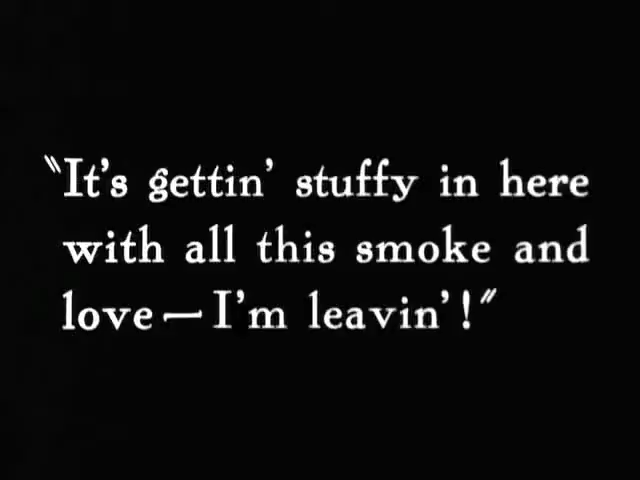 "It's gettin' stuffy in here
with all this smoke and
love—I'm leavin'!"